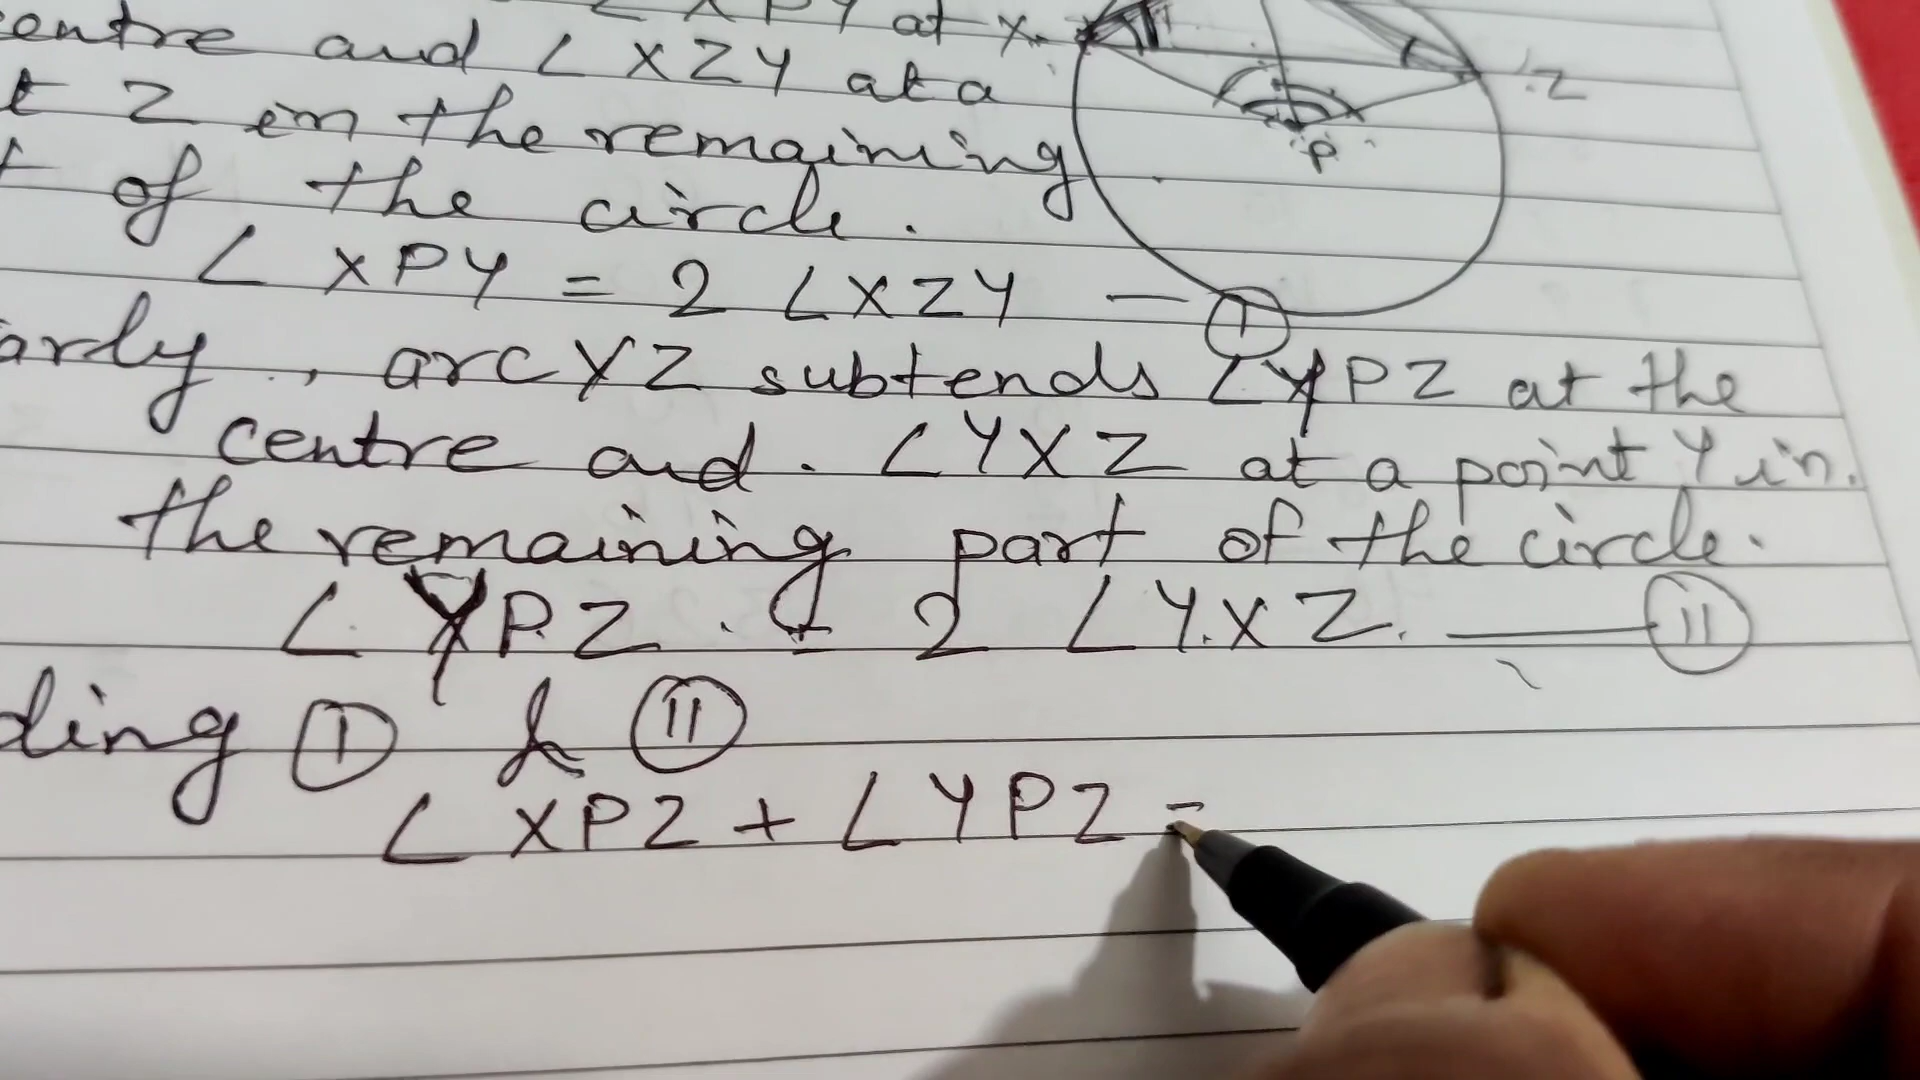 ∠XPY at
X
centre and ∠XZY at a
Z
Z in the remaining
P
of the circle.
∠XPY = 2 ∠XZY — I
arly, arc YZ subtends ∠YPZ at the
centre and ∠YXZ at a point Y in
the remaining part of the circle.
∠YPZ = 2 ∠YXZ. — II
ding I & II
∠XPZ + ∠YPZ =